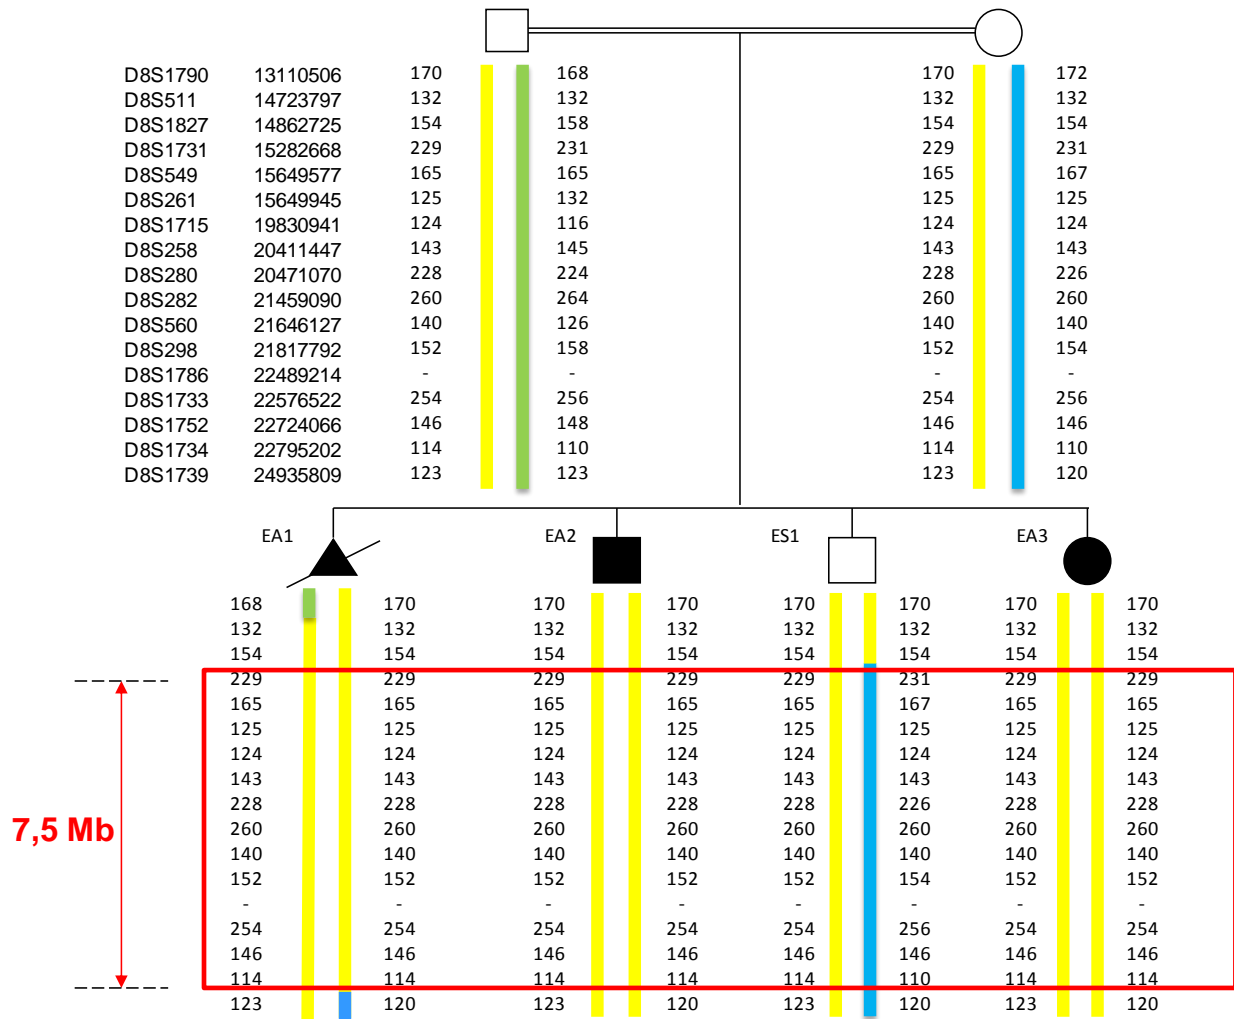 D8S1790 13110506 170 168 170 172
D8S511 14723797 132 132 132 132
D8S1827 14862725 154 158 154 154
D8S1731 15282668 229 231 229 231
D8S549 15649577 165 165 165 167
D8S261 15649945 125 132 125 125
D8S1715 19830941 124 116 124 124
D8S258 20411447 143 145 143 143
D8S280 20471070 228 224 228 226
D8S282 21459090 260 264 260 260
D8S560 21646127 140 126 140 140
D8S298 21817792 152 158 152 154
D8S1786 22489214 - - - -
D8S1733 22576522 254 256 254 256
D8S1752 22724066 146 148 146 146
D8S1734 22795202 114 110 114 110
D8S1739 24935809 123 123 123 120
EA1 EA2 ES1 EA3
168 170 170 170 170 170 170 170
132 132 132 132 132 132 132 132
154 154 154 154 154 154 154 154
229 229 229 229 229 231 229 229
165 165 165 165 165 167 165 165
125 125 125 125 125 125 125 125
124 124 124 124 124 124 124 124
143 143 143 143 143 143 143 143
228 228 228 228 228 226 228 228
7,5 Mb
260 260 260 260 260 260 260 260
140 140 140 140 140 140 140 140
152 152 152 152 152 154 152 152
- - - - - - - -
254 254 254 254 254 256 254 254
146 146 146 146 146 146 146 146
114 114 114 114 114 110 114 114
123 120 123 120 123 120 123 120